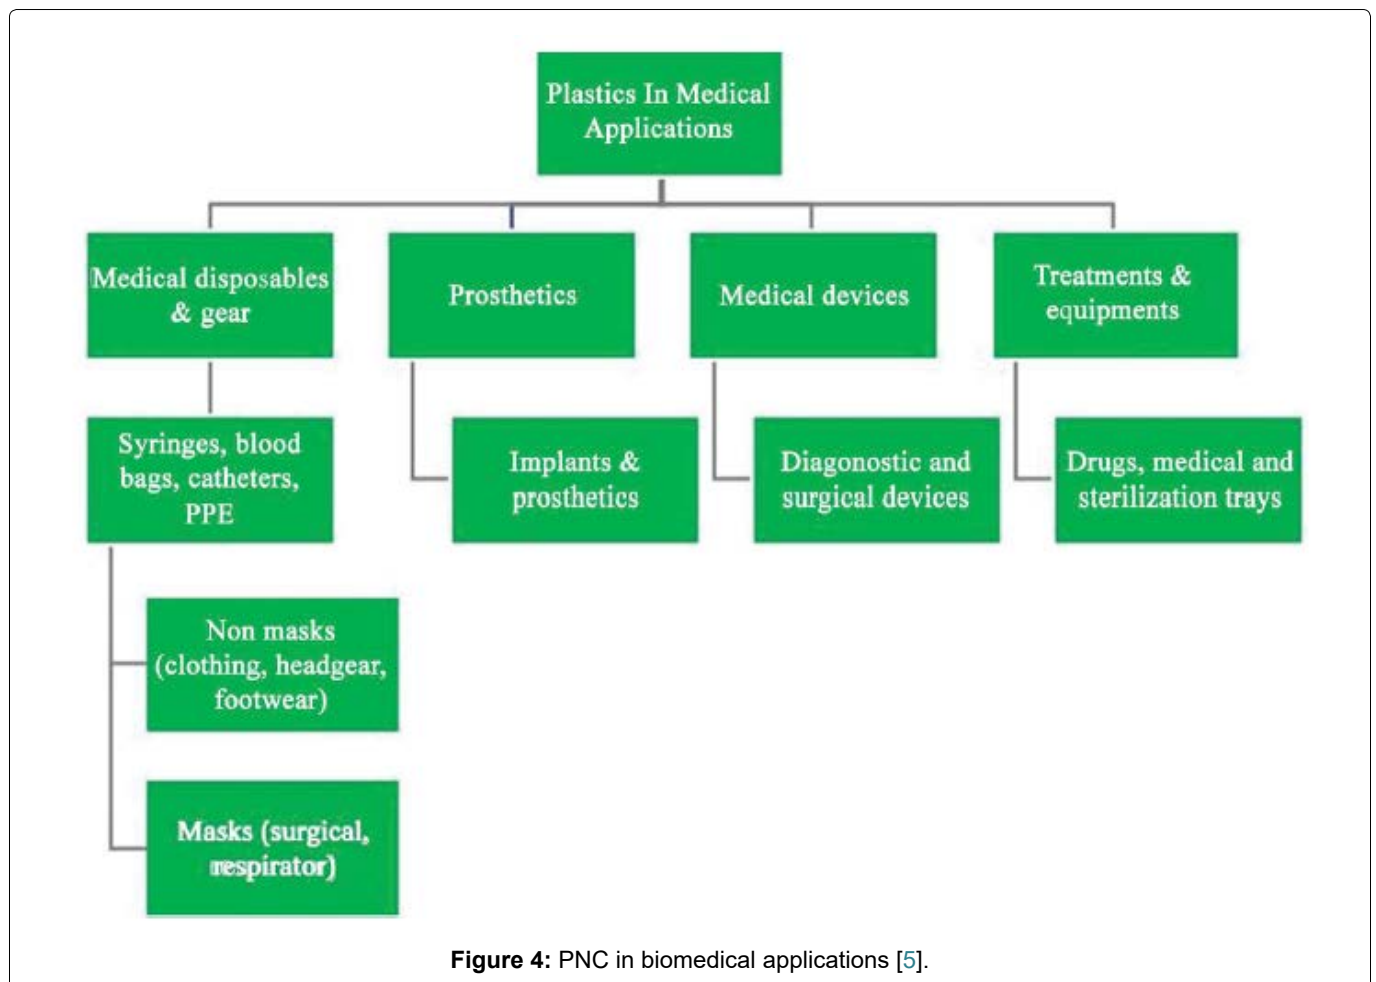 Plastics In Medical
Applications
Medical disposables
& gear
Prosthetics
Medical devices
Treatments &
equipments
Syringes, blood
bags, catheters,
PPE
Implants &
prosthetics
Diagonostic and
surgical devices
Drugs, medical and
sterilization trays
Non masks
(clothing, headgear,
footwear)
Masks (surgical,
respirator)
Figure 4: PNC in biomedical applications [5].